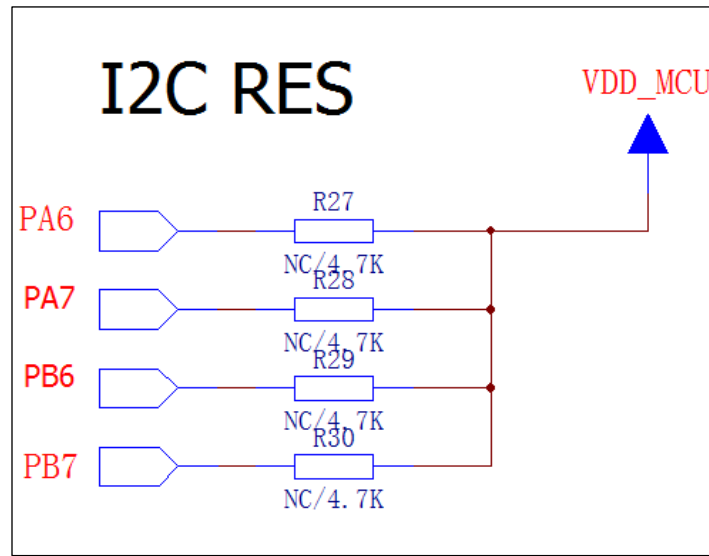 I2C RES
VDD_MCU
PA6
R27
NC/4.7K
PA7
R28
NC/4.7K
PB6
R29
NC/4.7K
PB7
R30
NC/4.7K